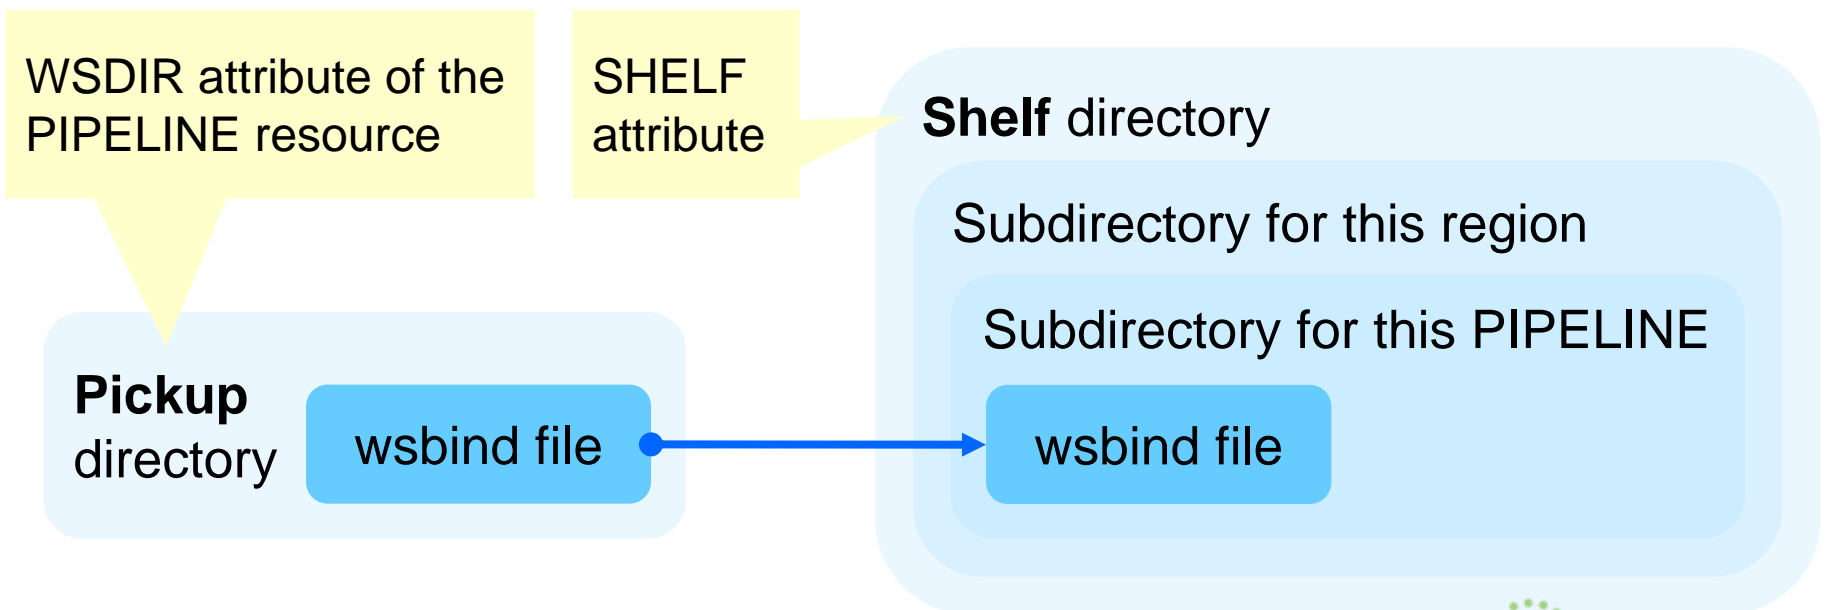 WSDIR attribute of the
PIPELINE resource
SHELF
attribute
Shelf directory
Subdirectory for this region
Subdirectory for this PIPELINE
Pickup
directory
wsbind file
wsbind file